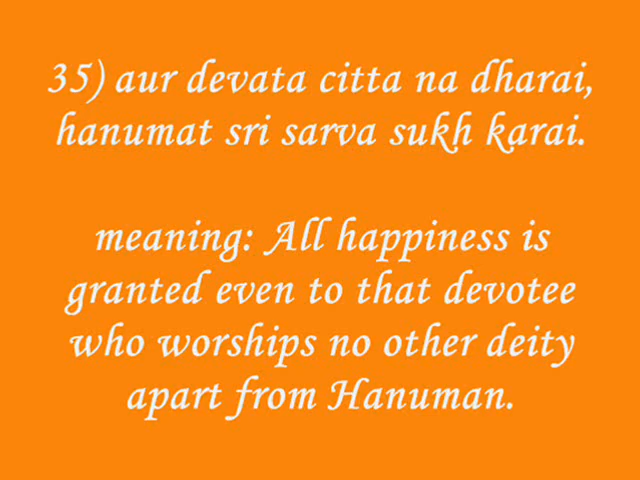 35) aur devata citta na dharai,
hanumat sri sarva sukh karai.
meaning: All happiness is
granted even to that devotee
who worships no other deity
apart from Hanuman.